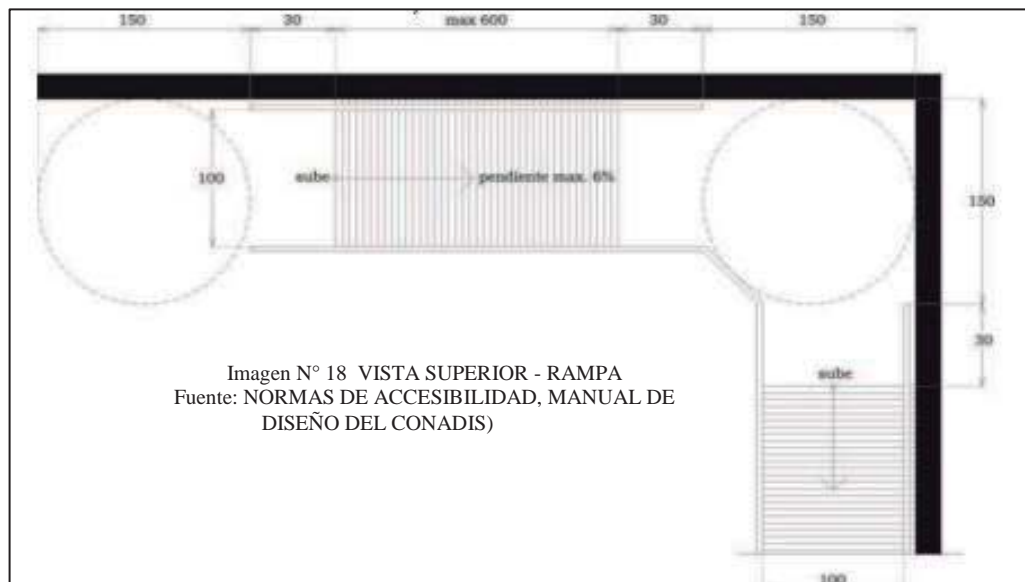 150
30
max 600
30
150
100
sube
pendiente max. 6%
150
30
sube
100
Imagen N° 18 VISTA SUPERIOR - RAMPA
Fuente: NORMAS DE ACCESIBILIDAD, MANUAL DE
DISEÑO DEL CONADIS)